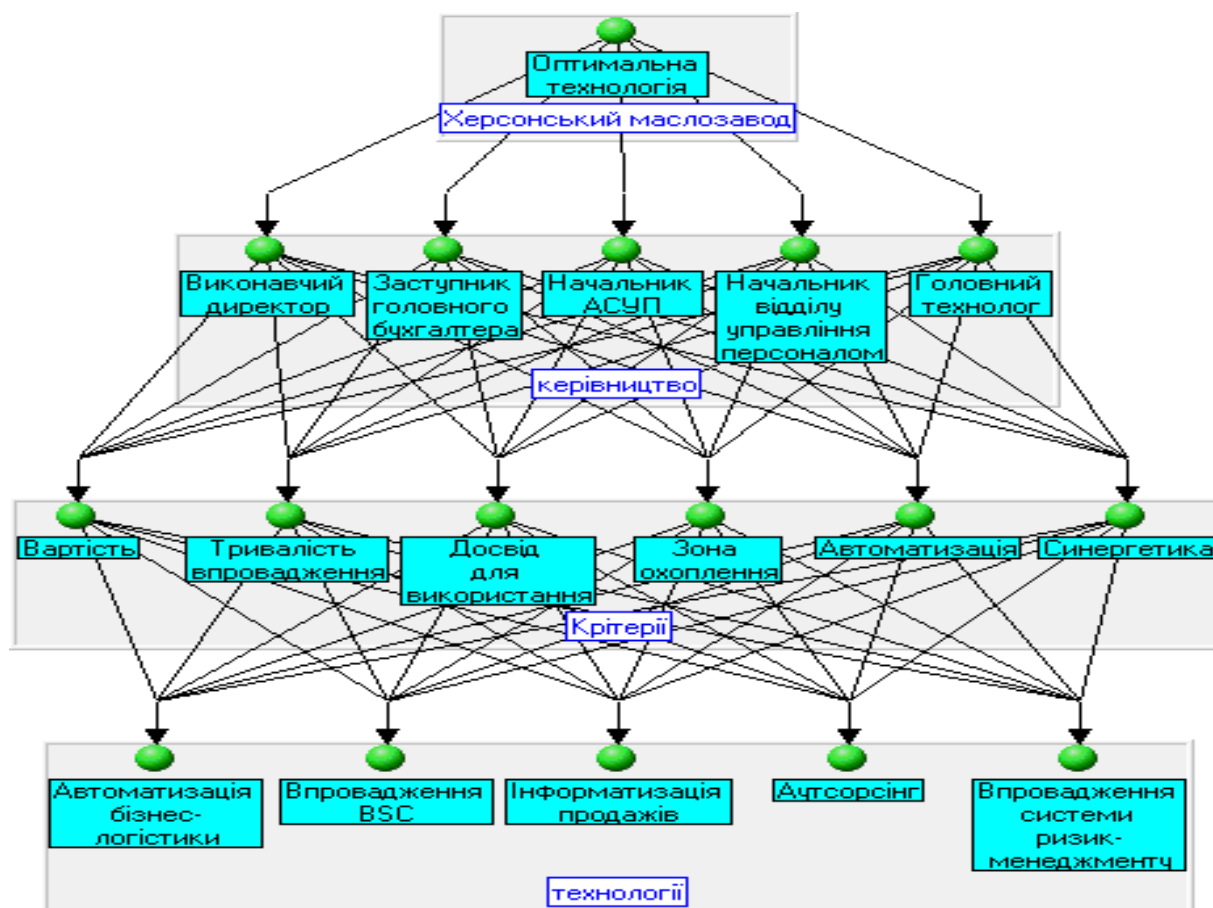 Оптимальна
технологія
Херсонський маслозавод
Виконавчий
директор
Заступник
головного
бухгалтера
Начальник
АСУП
Начальник
відділу
управління
персоналом
Головний
технолог
керівництво
Вартість
Тривалість
впровадження
Досвід
для
використання
Зона
охоплення
Автоматизація
Синергетика
Крітерії
Автоматизація
бізнес-
логістики
Впровадження
BSC
Інформатизація
продажів
Аутсорсінг
Впровадження
системи
ризик-
менеджменту
технології